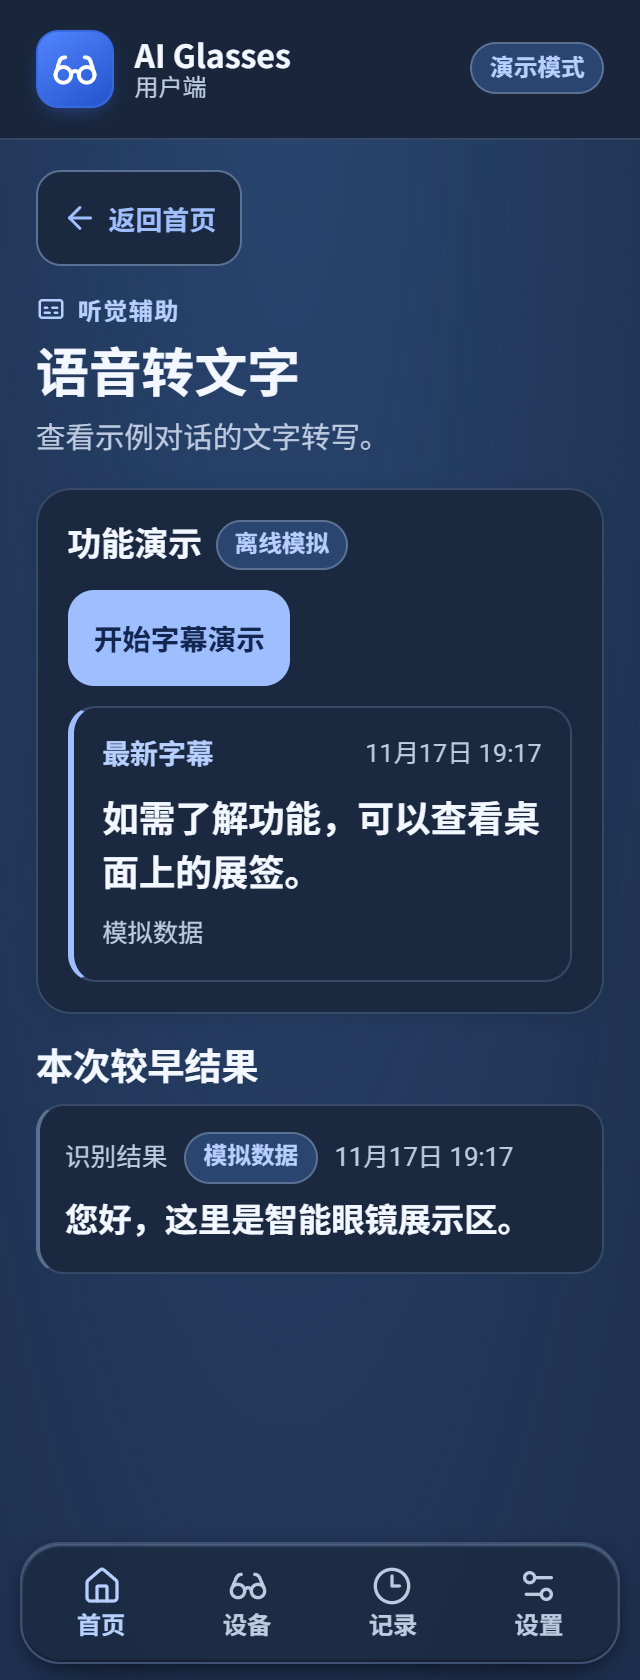 AI Glasses
用户端
演示模式
返回首页
听觉辅助
语音转文字
查看示例对话的文字转写。
功能演示 离线模拟
开始字幕演示
最新字幕 11月17日 19:17
如需了解功能，可以查看桌
面上的展签。
模拟数据
本次较早结果
识别结果 模拟数据 11月17日 19:17
您好，这里是智能眼镜展示区。
首页 设备 记录 设置